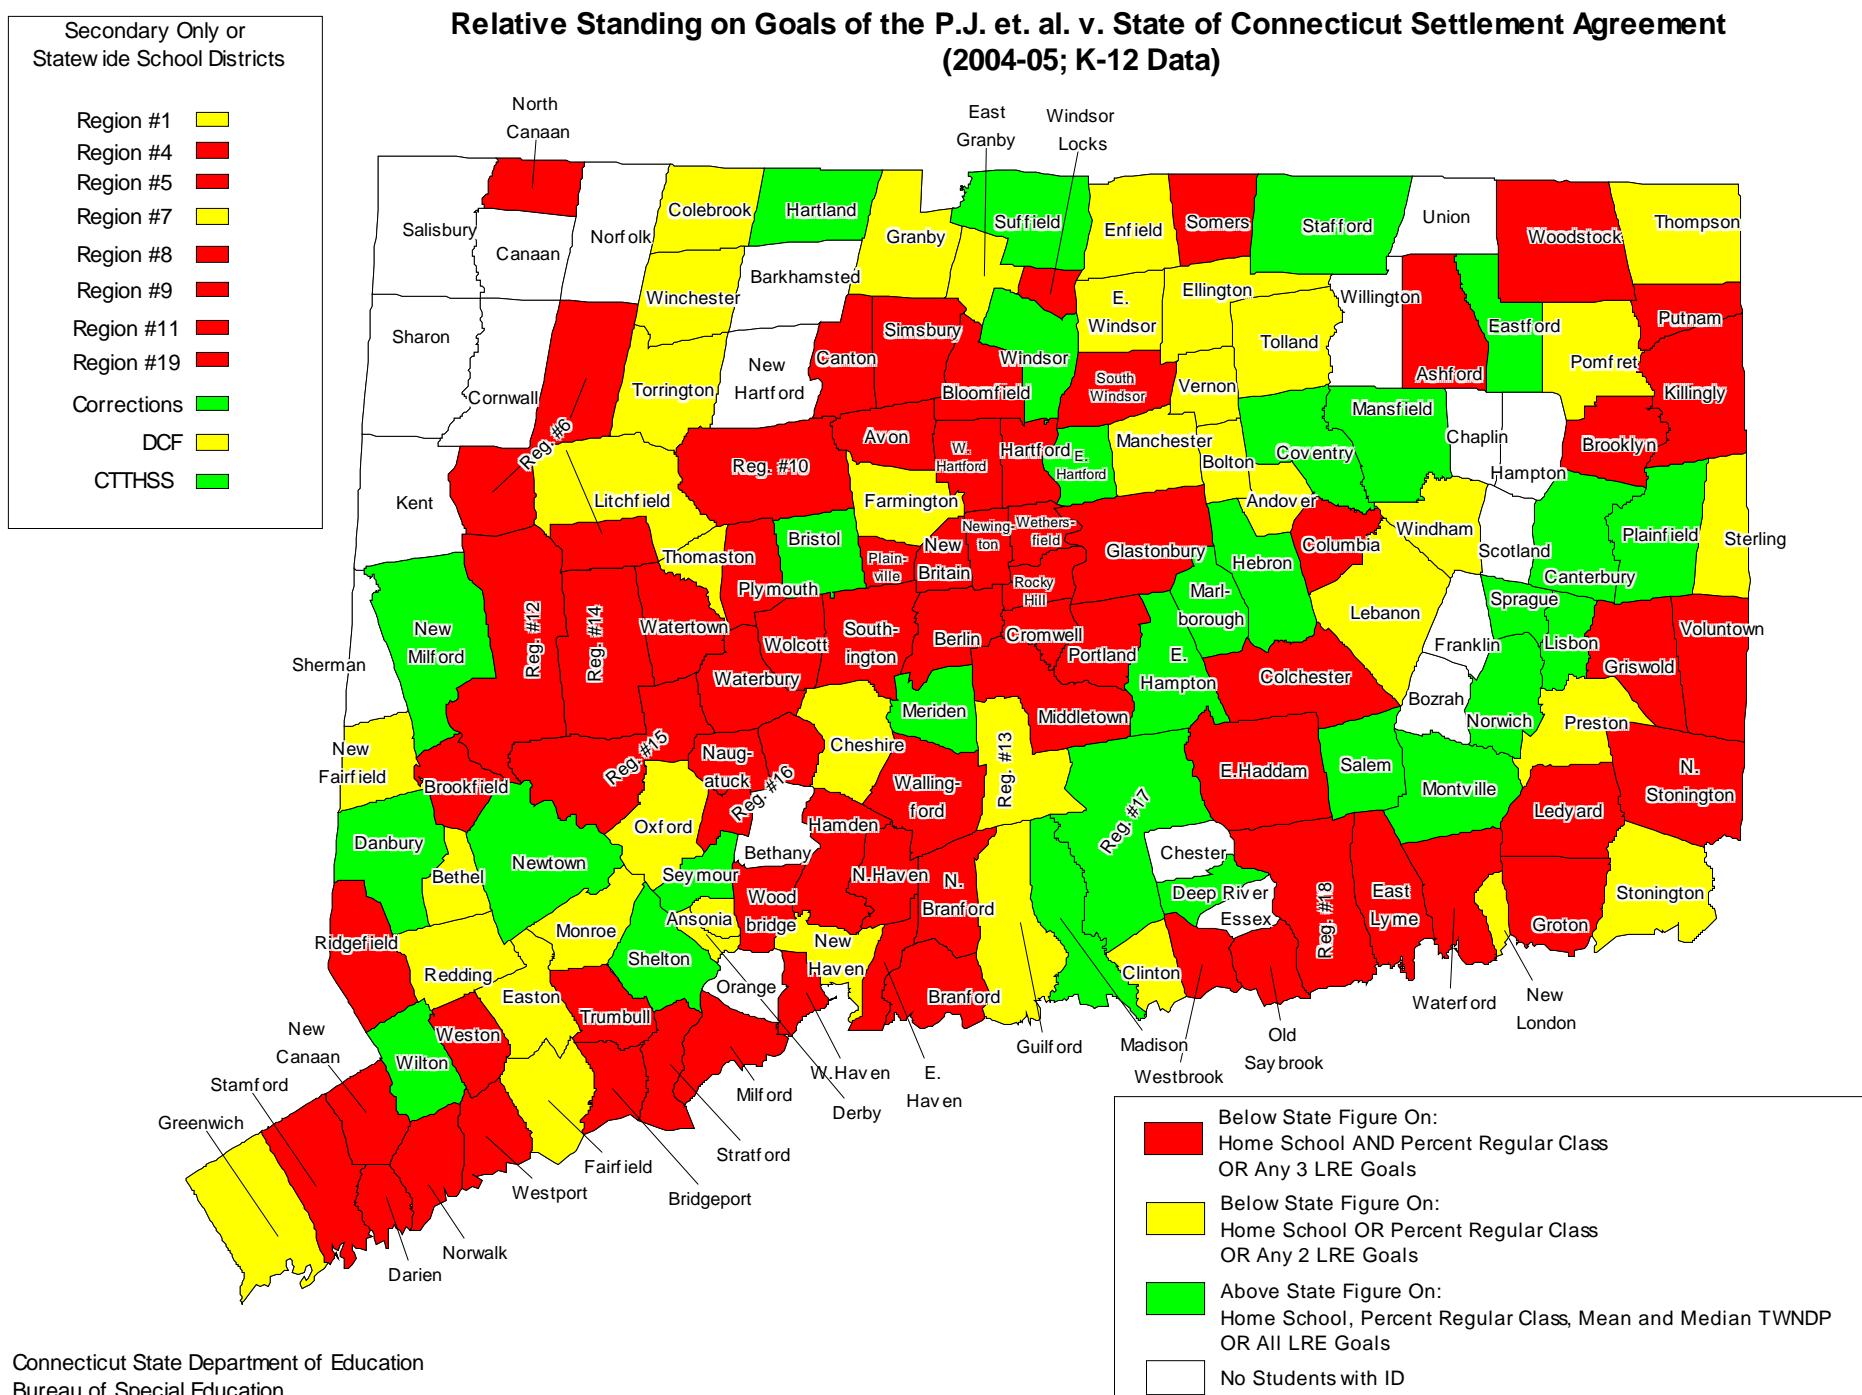 Relative Standing on Goals of the P.J. et. al. v. State of Connecticut Settlement Agreement
(2004-05; K-12 Data)
Secondary Only or
Statewide School Districts
Region #1
Region #4
Region #5
Region #7
Region #8
Region #9
Region #11
Region #19
Corrections
DCF
CTTHSS
North
Canaan
East
Granby
Windsor
Locks
Salisbury
Canaan
Norfolk
Colebrook
Hartland
Granby
Suffield
Enfield
Somers
Stafford
Union
Woodstock
Thompson
Winchester
Barkhamsted
E.
Windsor
Ellington
Willington
Eastford
Putnam
Sharon
Cornwall
Torrington
New
Hartford
Canton
Simsbury
Bloomfield
Windsor
South
Windsor
Vernon
Tolland
Ashford
Pomfret
Killingly
Kent
Reg. #6
Litchfield
Reg. #10
Avon
W.
Hartford
Hartford
E.
Hartford
Manchester
Bolton
Coventry
Mansfield
Chaplin
Hampton
Brooklyn
Farmington
Andover
Windham
Scotland
Canterbury
Plainfield
Sterling
Thomaston
Plymouth
Bristol
Plain-
ville
New
Britain
Newing-
ton
Wethers-
field
Rocky
Hill
Glastonbury
Hebron
Columbia
Lebanon
Marl-
borough
Sprague
Franklin
Lisbon
Griswold
Voluntown
New
Milford
Sherman
Reg. #12
Reg. #14
Watertown
Wolcott
South-
ington
Berlin
Cromwell
Portland
E.
Hampton
Colchester
Bozrah
Norwich
Preston
Waterbury
Meriden
Middletown
New
Fairfield
Brookfield
Reg. #15
Naug-
atuck
Reg. #16
Cheshire
Walling-
ford
Reg. #13
Reg. #17
E.Haddam
Salem
Montville
Ledyard
N.
Stonington
Danbury
Bethel
Newtown
Oxford
Bethany
Hamden
Chester
Seymour
Wood
bridge
N.Haven
N.
Branford
Deep River
Essex
Reg. #18
East
Lyme
Groton
Stonington
Ridgefield
Redding
Monroe
Ansonia
Shelton
New
Haven
Orange
Branford
Clinton
Easton
Trumbull
Weston
Wilton
New
Canaan
Stamford
Greenwich
Guilford
Madison
Westbrook
Old
Saybrook
Waterford
New
London
W.Haven
E.
Haven
Derby
Milford
Stratford
Bridgeport
Fairfield
Westport
Norwalk
Darien
Below State Figure On:
Home School AND Percent Regular Class
OR Any 3 LRE Goals
Below State Figure On:
Home School OR Percent Regular Class
OR Any 2 LRE Goals
Above State Figure On:
Home School, Percent Regular Class, Mean and Median TWNDP
OR All LRE Goals
No Students with ID
Connecticut State Department of Education
Bureau of Special Education